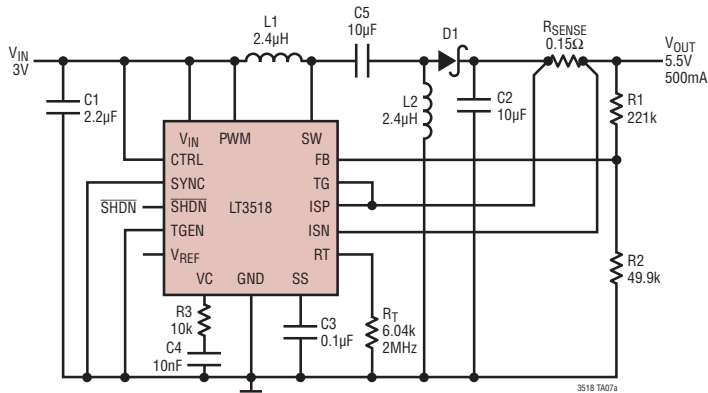 L1
2.4µH
C5
10µF
D1
RSENSE
0.15Ω
VIN
3V
VOUT
5.5V
500mA
C1
2.2µF
L2
2.4µH
C2
10µF
R1
221k
VIN
PWM
SW
CTRL
FB
SYNC
TG
SHDN
SHDN
LT3518
ISP
TGEN
ISN
VREF
RT
VC
GND
SS
R2
49.9k
R3
10k
C4
10nF
C3
0.1µF
RT
6.04k
2MHz
3518 TA07a